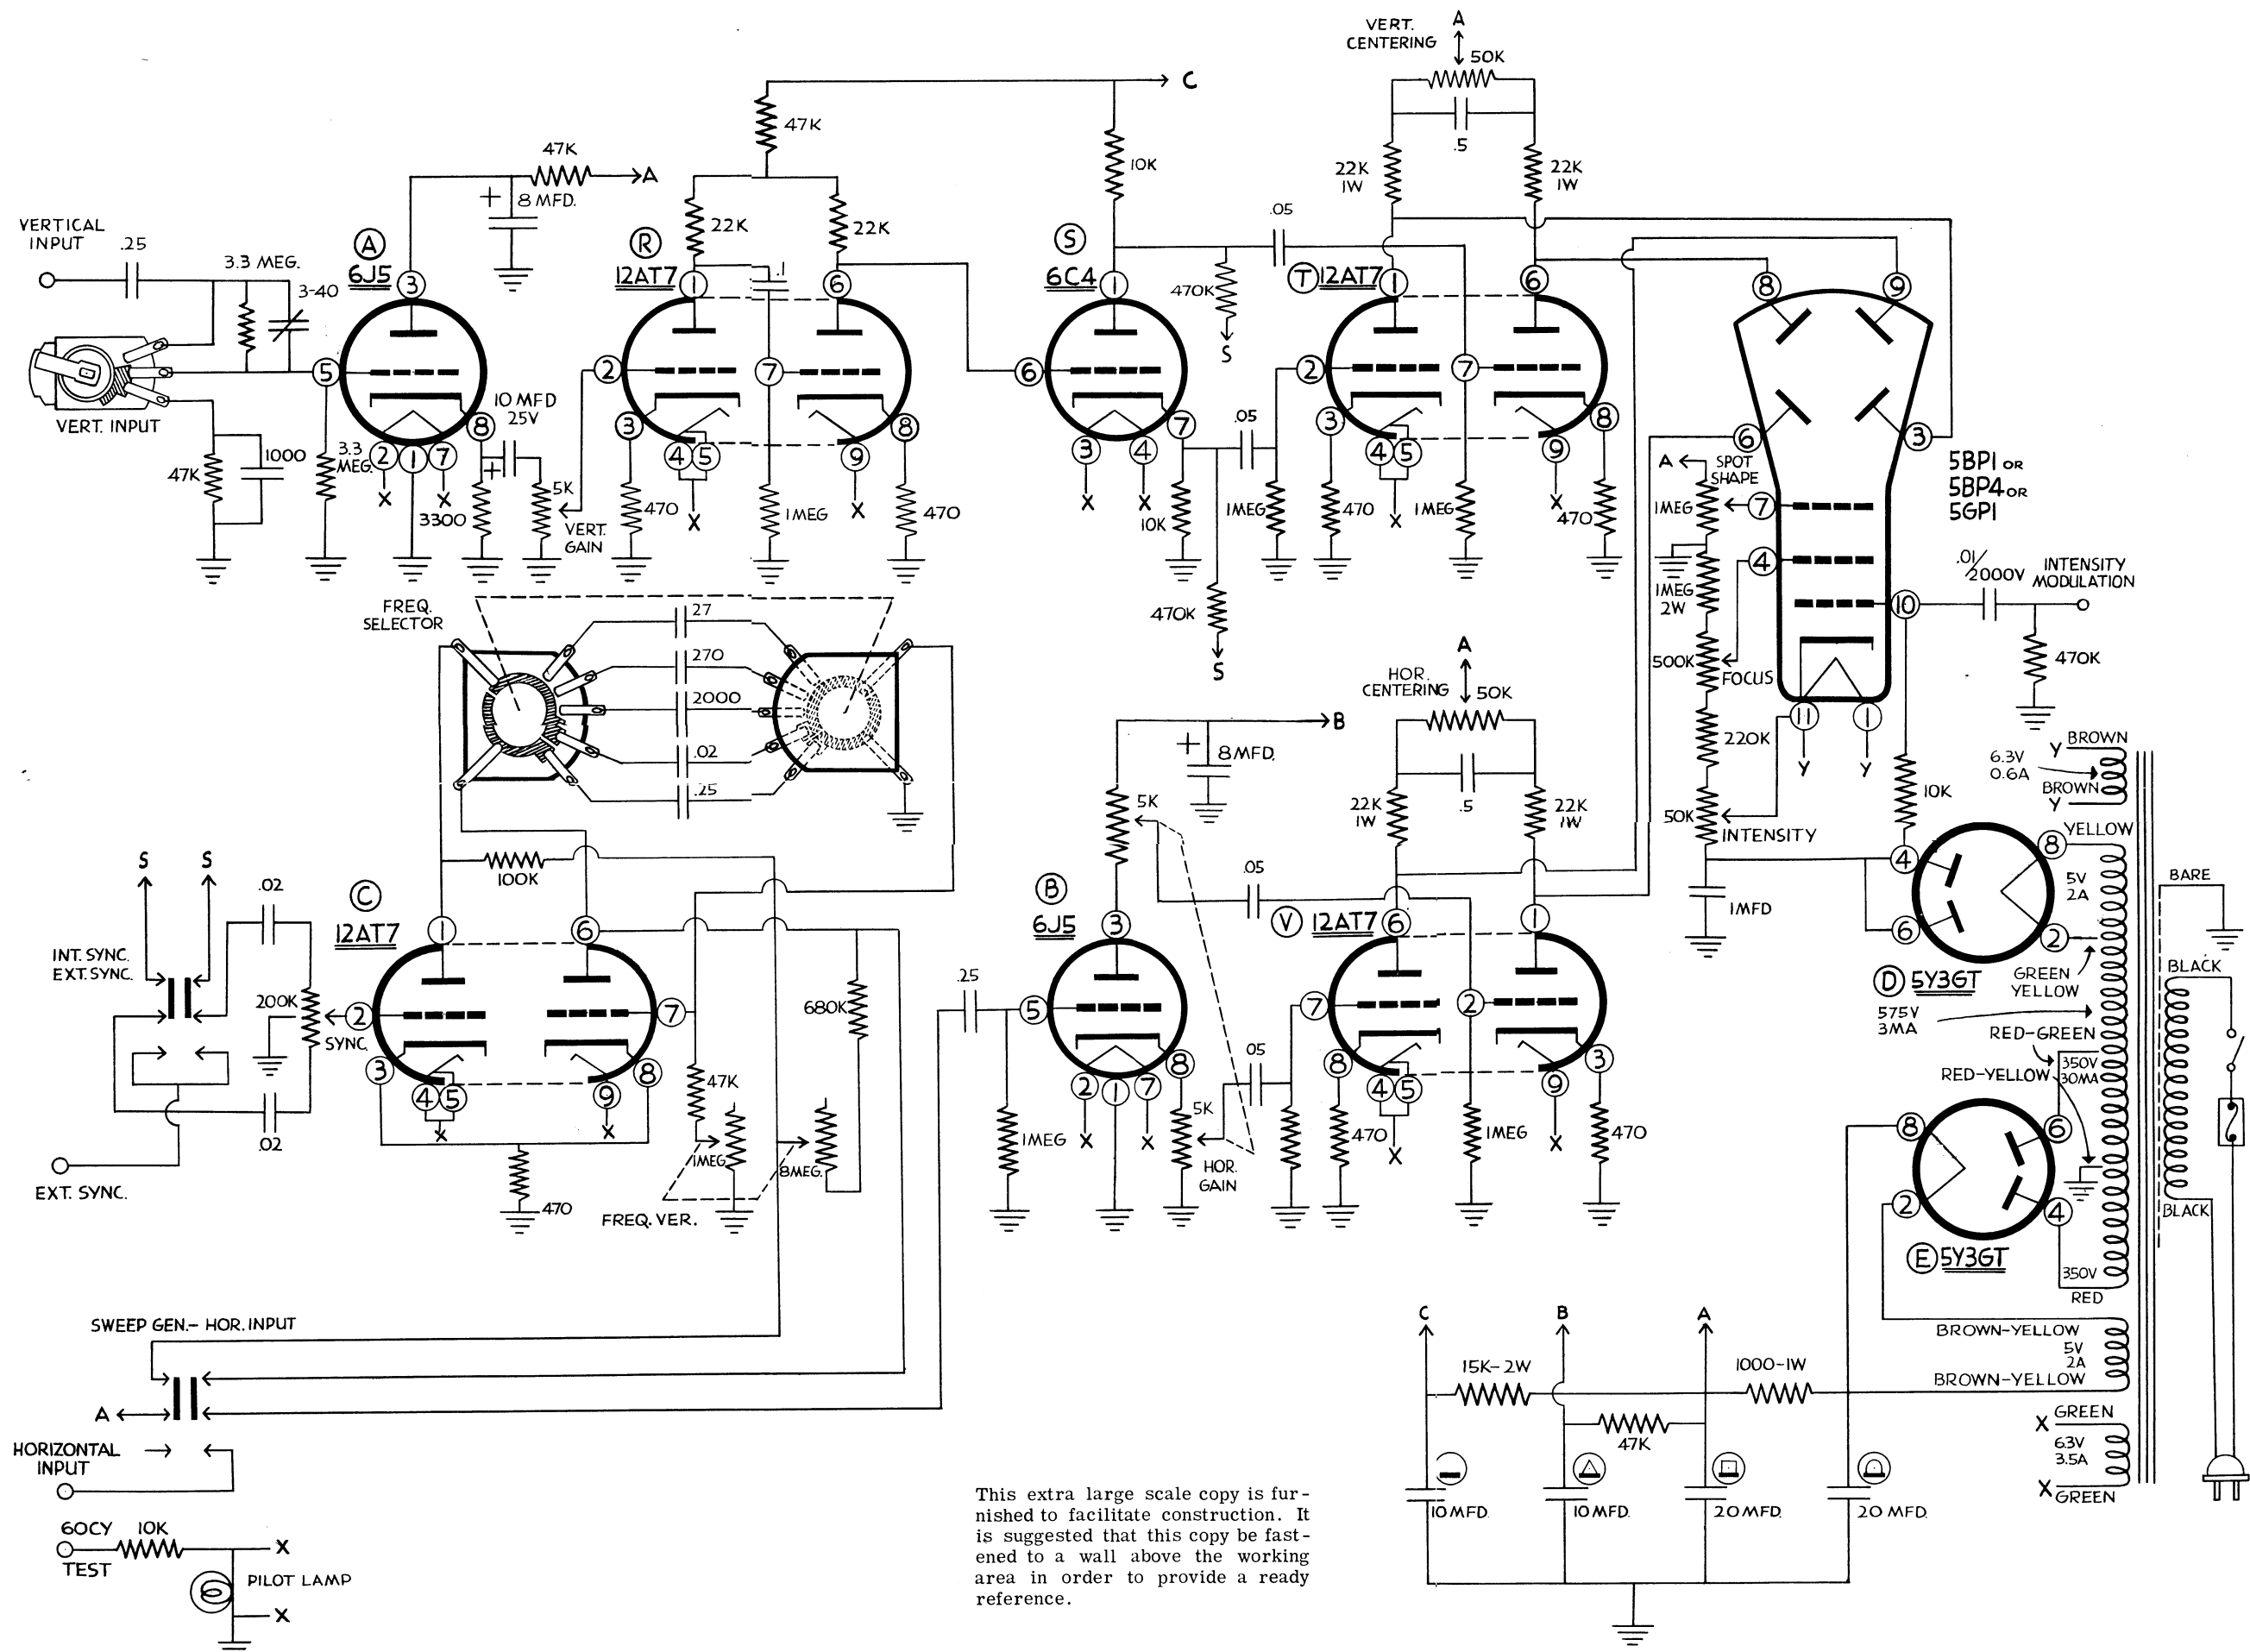 VERT.
CENTERING
A
50K
.5
22K
1W
22K
1W
C
47K
10K
47K
A
+
8 MFD.
22K
22K
.1
.05
470K
S
VERTICAL
INPUT
.25
3.3 MEG.
3-40
A
6J5
3
5
8
2
1
7
X
X
VERT. INPUT
47K
1000
3.3
MEG.
3300
10 MFD
25V
+
5K
VERT.
GAIN
R
12AT7
1
6
2
7
3
8
4
5
9
X
X
470
1MEG
470
S
6C4
1
6
7
3
4
X
X
10K
.05
1MEG
470K
S
T
12AT7
1
6
2
7
3
8
4
5
9
X
X
470
1MEG
470
8
9
6
3
7
4
10
11
1
Y
Y
5BP1 OR
5BP4 OR
5GP1
A
SPOT
SHAPE
1MEG
1MEG
2W
500K
FOCUS
220K
50K
INTENSITY
1MFD
10K
.01/
2000V
INTENSITY
MODULATION
470K
FREQ.
SELECTOR
27
270
2000
.02
.25
100K
S
S
.02
INT. SYNC.
EXT. SYNC.
200K
SYNC.
.02
EXT. SYNC.
C
12AT7
1
6
2
7
3
8
4
5
9
X
X
470
47K
1MEG.
8MEG.
680K
FREQ. VER.
HOR.
CENTERING
A
50K
.5
22K
1W
22K
1W
B
+
8 MFD.
5K
.05
B
6J5
3
5
8
2
1
7
X
X
.25
1MEG
5K
HOR.
GAIN
.05
V
12AT7
6
1
7
2
8
3
4
5
9
X
X
470
1MEG
470
Y
BROWN
6.3V
0.6A
BROWN
Y
YELLOW
5V
2A
8
4
6
2
D
5Y3GT
GREEN
YELLOW
575V
3MA
RED-GREEN
350V
30MA
RED-YELLOW
8
6
2
4
E
5Y3GT
350V
RED
BARE
BLACK
BLACK
BROWN-YELLOW
5V
2A
BROWN-YELLOW
X
GREEN
6.3V
3.5A
X
GREEN
SWEEP GEN.- HOR. INPUT
A
HORIZONTAL
INPUT
60CY
10K
X
TEST
PILOT LAMP
X
C
B
A
15K-2W
1000-1W
47K
10 MFD.
10 MFD.
20 MFD.
20 MFD.
This extra large scale copy is fur-
nished to facilitate construction. It
is suggested that this copy be fast-
ened to a wall above the working
area in order to provide a ready
reference.